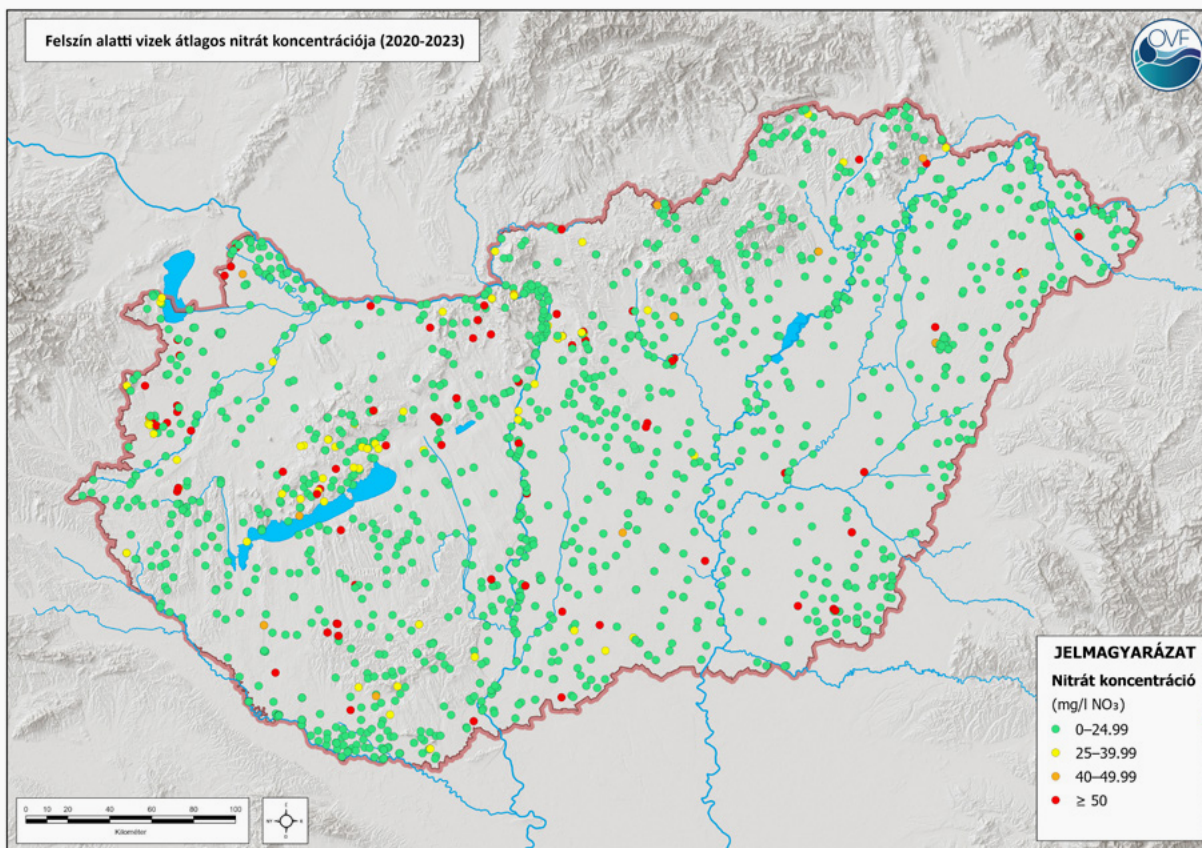 Felszín alatti vizek átlagos nitrát koncentrációja (2020-2023)
OVF
JELMAGYARÁZAT
Nitrát koncentráció
(mg/l NO₃)
0–24.99
25–39.99
40–49.99
≥ 50
0 10 20 40 60 80 100
Kilométer